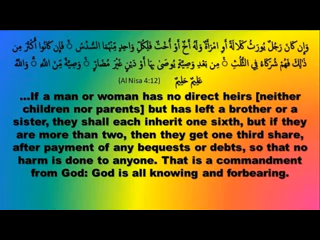 وَإِن كَانَ رَجُلٌ يُورَثُ كَلَالَةً أَوِ امْرَأَةٌ وَلَهُ أَخٌ أَوْ أُخْتٌ فَلِكُلِّ وَاحِدٍ مِّنْهُمَا السُّدُسُ ۚ فَإِن كَانُوا أَكْثَرَ مِن
ذَٰلِكَ فَهُمْ شُرَكَاءُ فِي الثُّلُثِ ۚ مِن بَعْدِ وَصِيَّةٍ يُوصَىٰ بِهَا أَوْ دَيْنٍ غَيْرَ مُضَارٍّ ۚ وَصِيَّةً مِّنَ اللَّهِ ۗ وَاللَّهُ
عَلِيمٌ حَلِيمٌ
(Al Nisa 4:12)
...If a man or woman has no direct heirs [neither
children nor parents] but has left a brother or a
sister, they shall each inherit one sixth, but if they
are more than two, then they get one third share,
after payment of any bequests or debts, so that no
harm is done to anyone. That is a commandment
from God: God is all knowing and forbearing.